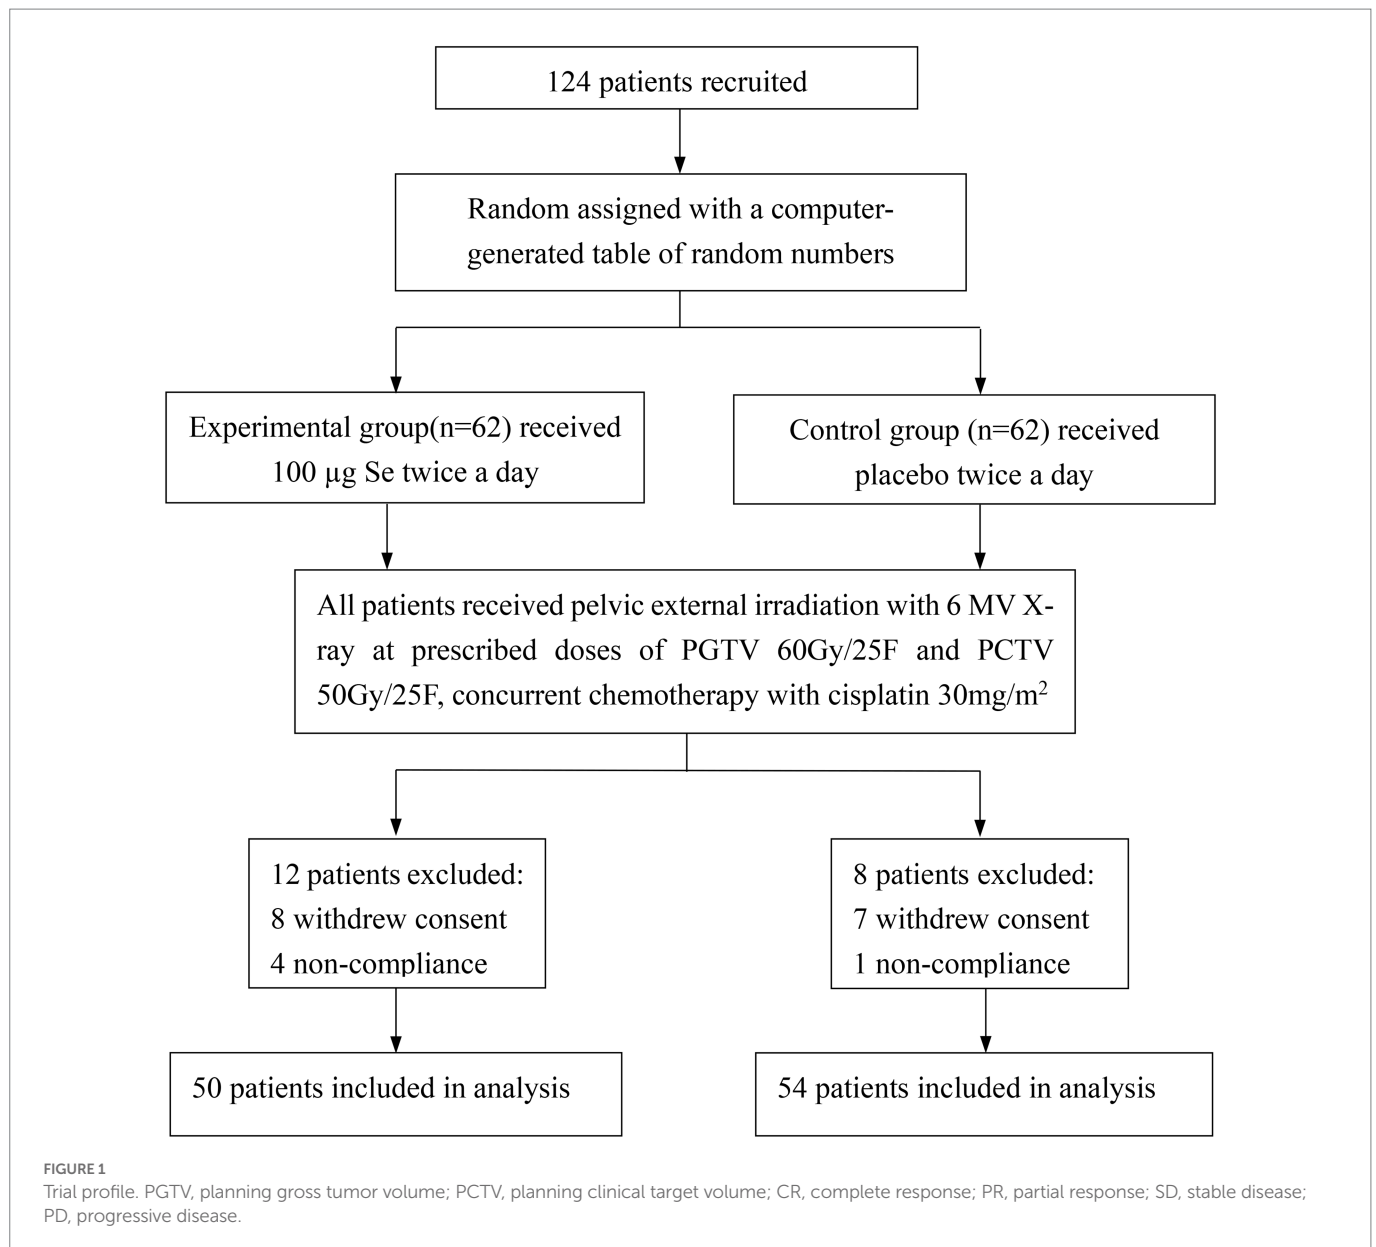 124 patients recruited
Random assigned with a computer-
generated table of random numbers
Experimental group(n=62) received
100 µg Se twice a day
Control group (n=62) received
placebo twice a day
All patients received pelvic external irradiation with 6 MV X-
ray at prescribed doses of PGTV 60Gy/25F and PCTV
50Gy/25F, concurrent chemotherapy with cisplatin 30mg/m²
12 patients excluded:
8 withdrew consent
4 non-compliance
8 patients excluded:
7 withdrew consent
1 non-compliance
50 patients included in analysis
54 patients included in analysis
FIGURE 1
Trial profile. PGTV, planning gross tumor volume; PCTV, planning clinical target volume; CR, complete response; PR, partial response; SD, stable disease;
PD, progressive disease.